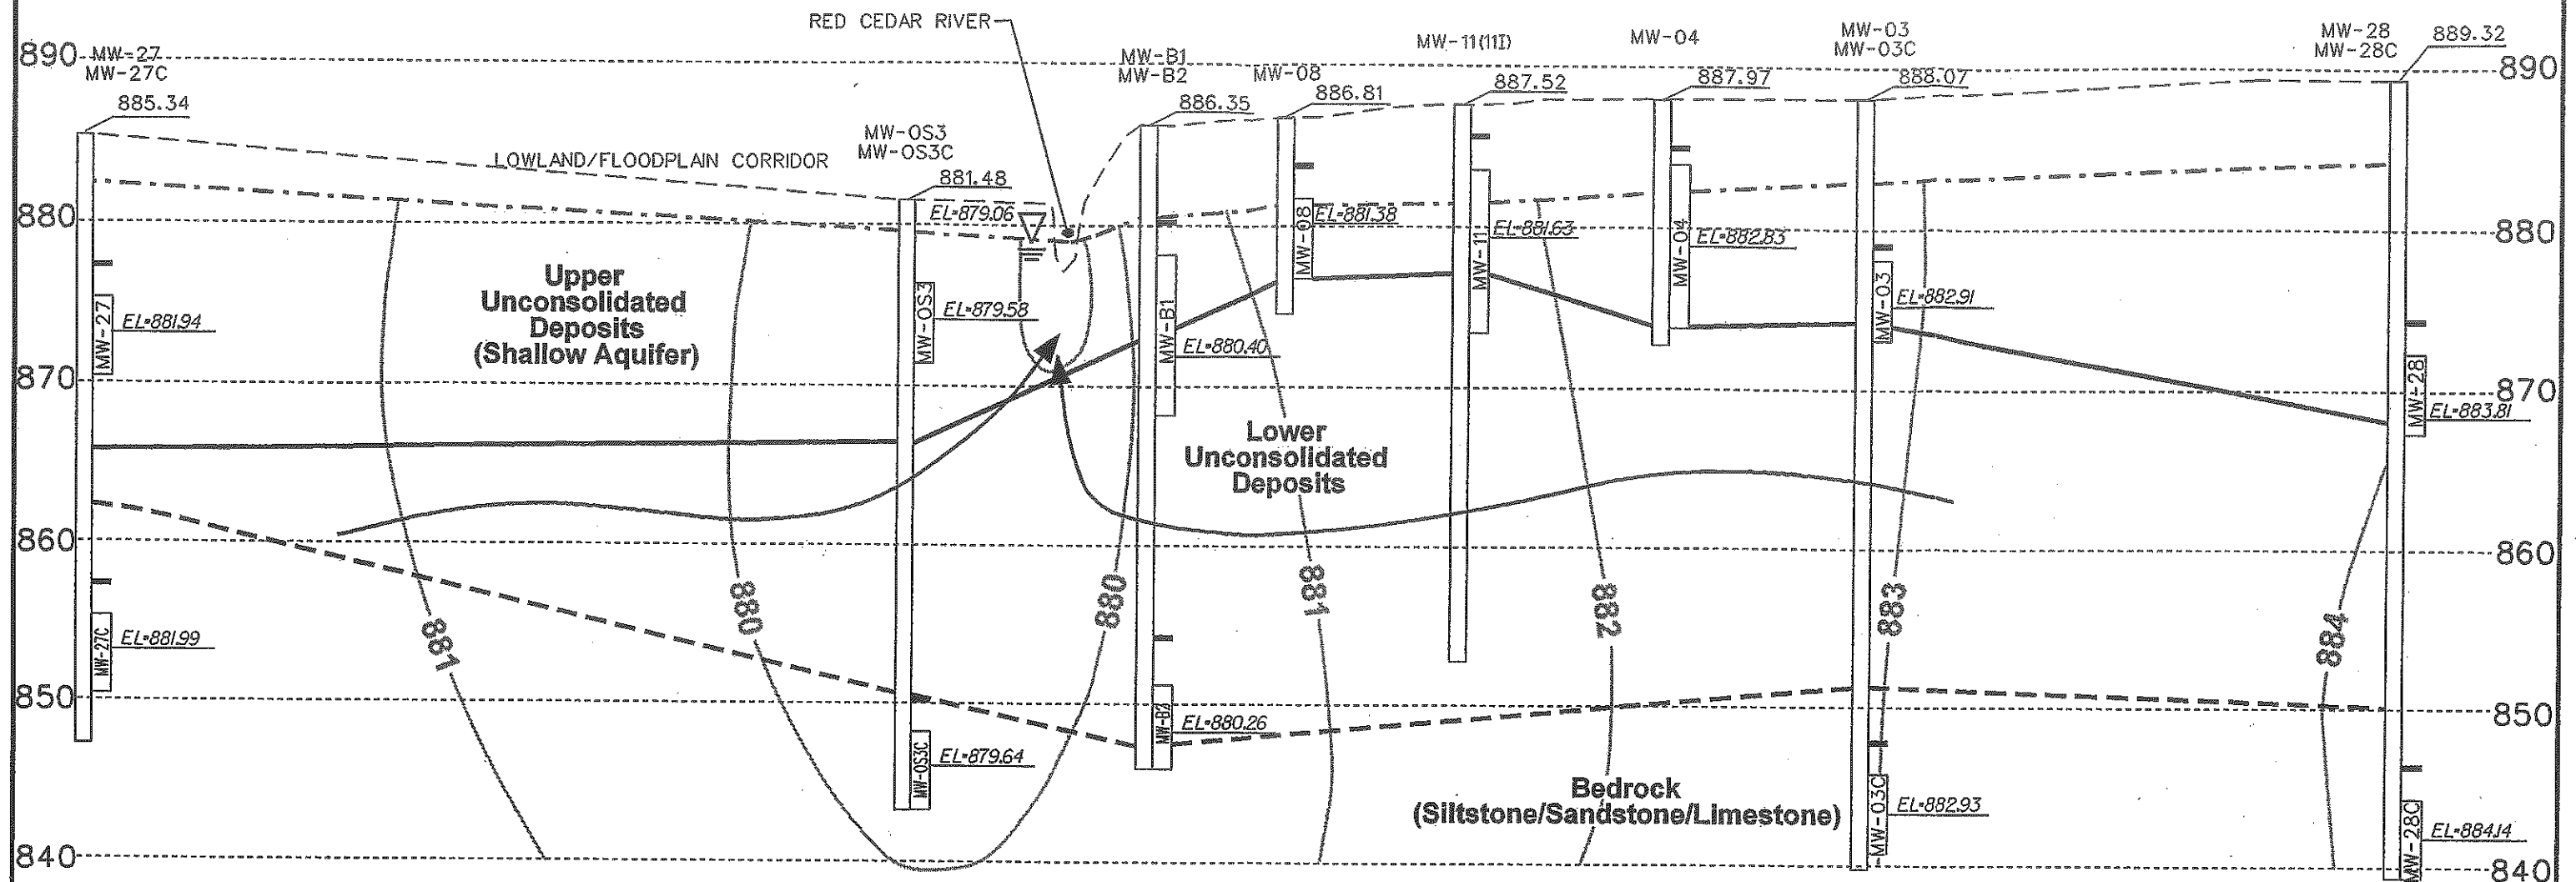 RED CEDAR RIVER
890
MW-27
MW-27C
885.34
MW-OS3
MW-OS3C
LOWLAND/FLOODPLAIN CORRIDOR
881.48
MW-B1
MW-B2
886.35
MW-08
886.81
MW-11(11I)
887.52
MW-04
887.97
MW-03
MW-03C
888.07
MW-28
MW-28C
889.32
890
880
EL=879.06
MW-08
EL=881.38
MW-11
EL=881.63
MW-04
EL=882.83
880
Upper
Unconsolidated
Deposits
(Shallow Aquifer)
MW-27
EL=881.94
MW-OS3
EL=879.58
MW-B1
EL=880.40
MW-03
EL=882.91
MW-28
EL=883.81
870
870
Lower
Unconsolidated
Deposits
860
860
881
880
880
881
882
883
884
MW-27C
EL=881.99
850
MW-OS3C
EL=879.64
MW-B2
EL=880.26
850
Bedrock
(Siltstone/Sandstone/Limestone)
MW-03C
EL=882.93
MW-28C
EL=884.14
840
840